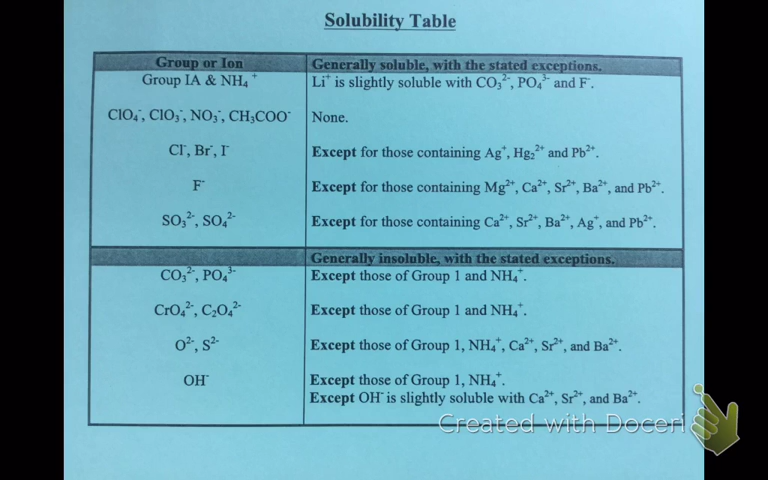 Solubility Table
Group or Ion Generally soluble, with the stated exceptions.
Group IA & NH₄⁺ Li⁺ is slightly soluble with CO₃²⁻, PO₄³⁻ and F⁻.
ClO₄⁻, ClO₃⁻, NO₃⁻, CH₃COO⁻ None.
Cl⁻, Br⁻, I⁻ Except for those containing Ag⁺, Hg₂²⁺ and Pb²⁺.
F⁻ Except for those containing Mg²⁺, Ca²⁺, Sr²⁺, Ba²⁺, and Pb²⁺.
SO₃²⁻, SO₄²⁻ Except for those containing Ca²⁺, Sr²⁺, Ba²⁺, Ag⁺, and Pb²⁺.
Generally insoluble, with the stated exceptions.
CO₃²⁻, PO₄³⁻ Except those of Group 1 and NH₄⁺.
CrO₄²⁻, C₂O₄²⁻ Except those of Group 1 and NH₄⁺.
O²⁻, S²⁻ Except those of Group 1, NH₄⁺, Ca²⁺, Sr²⁺, and Ba²⁺.
OH⁻ Except those of Group 1, NH₄⁺.
Except OH⁻ is slightly soluble with Ca²⁺, Sr²⁺, and Ba²⁺.
Created with Doceri